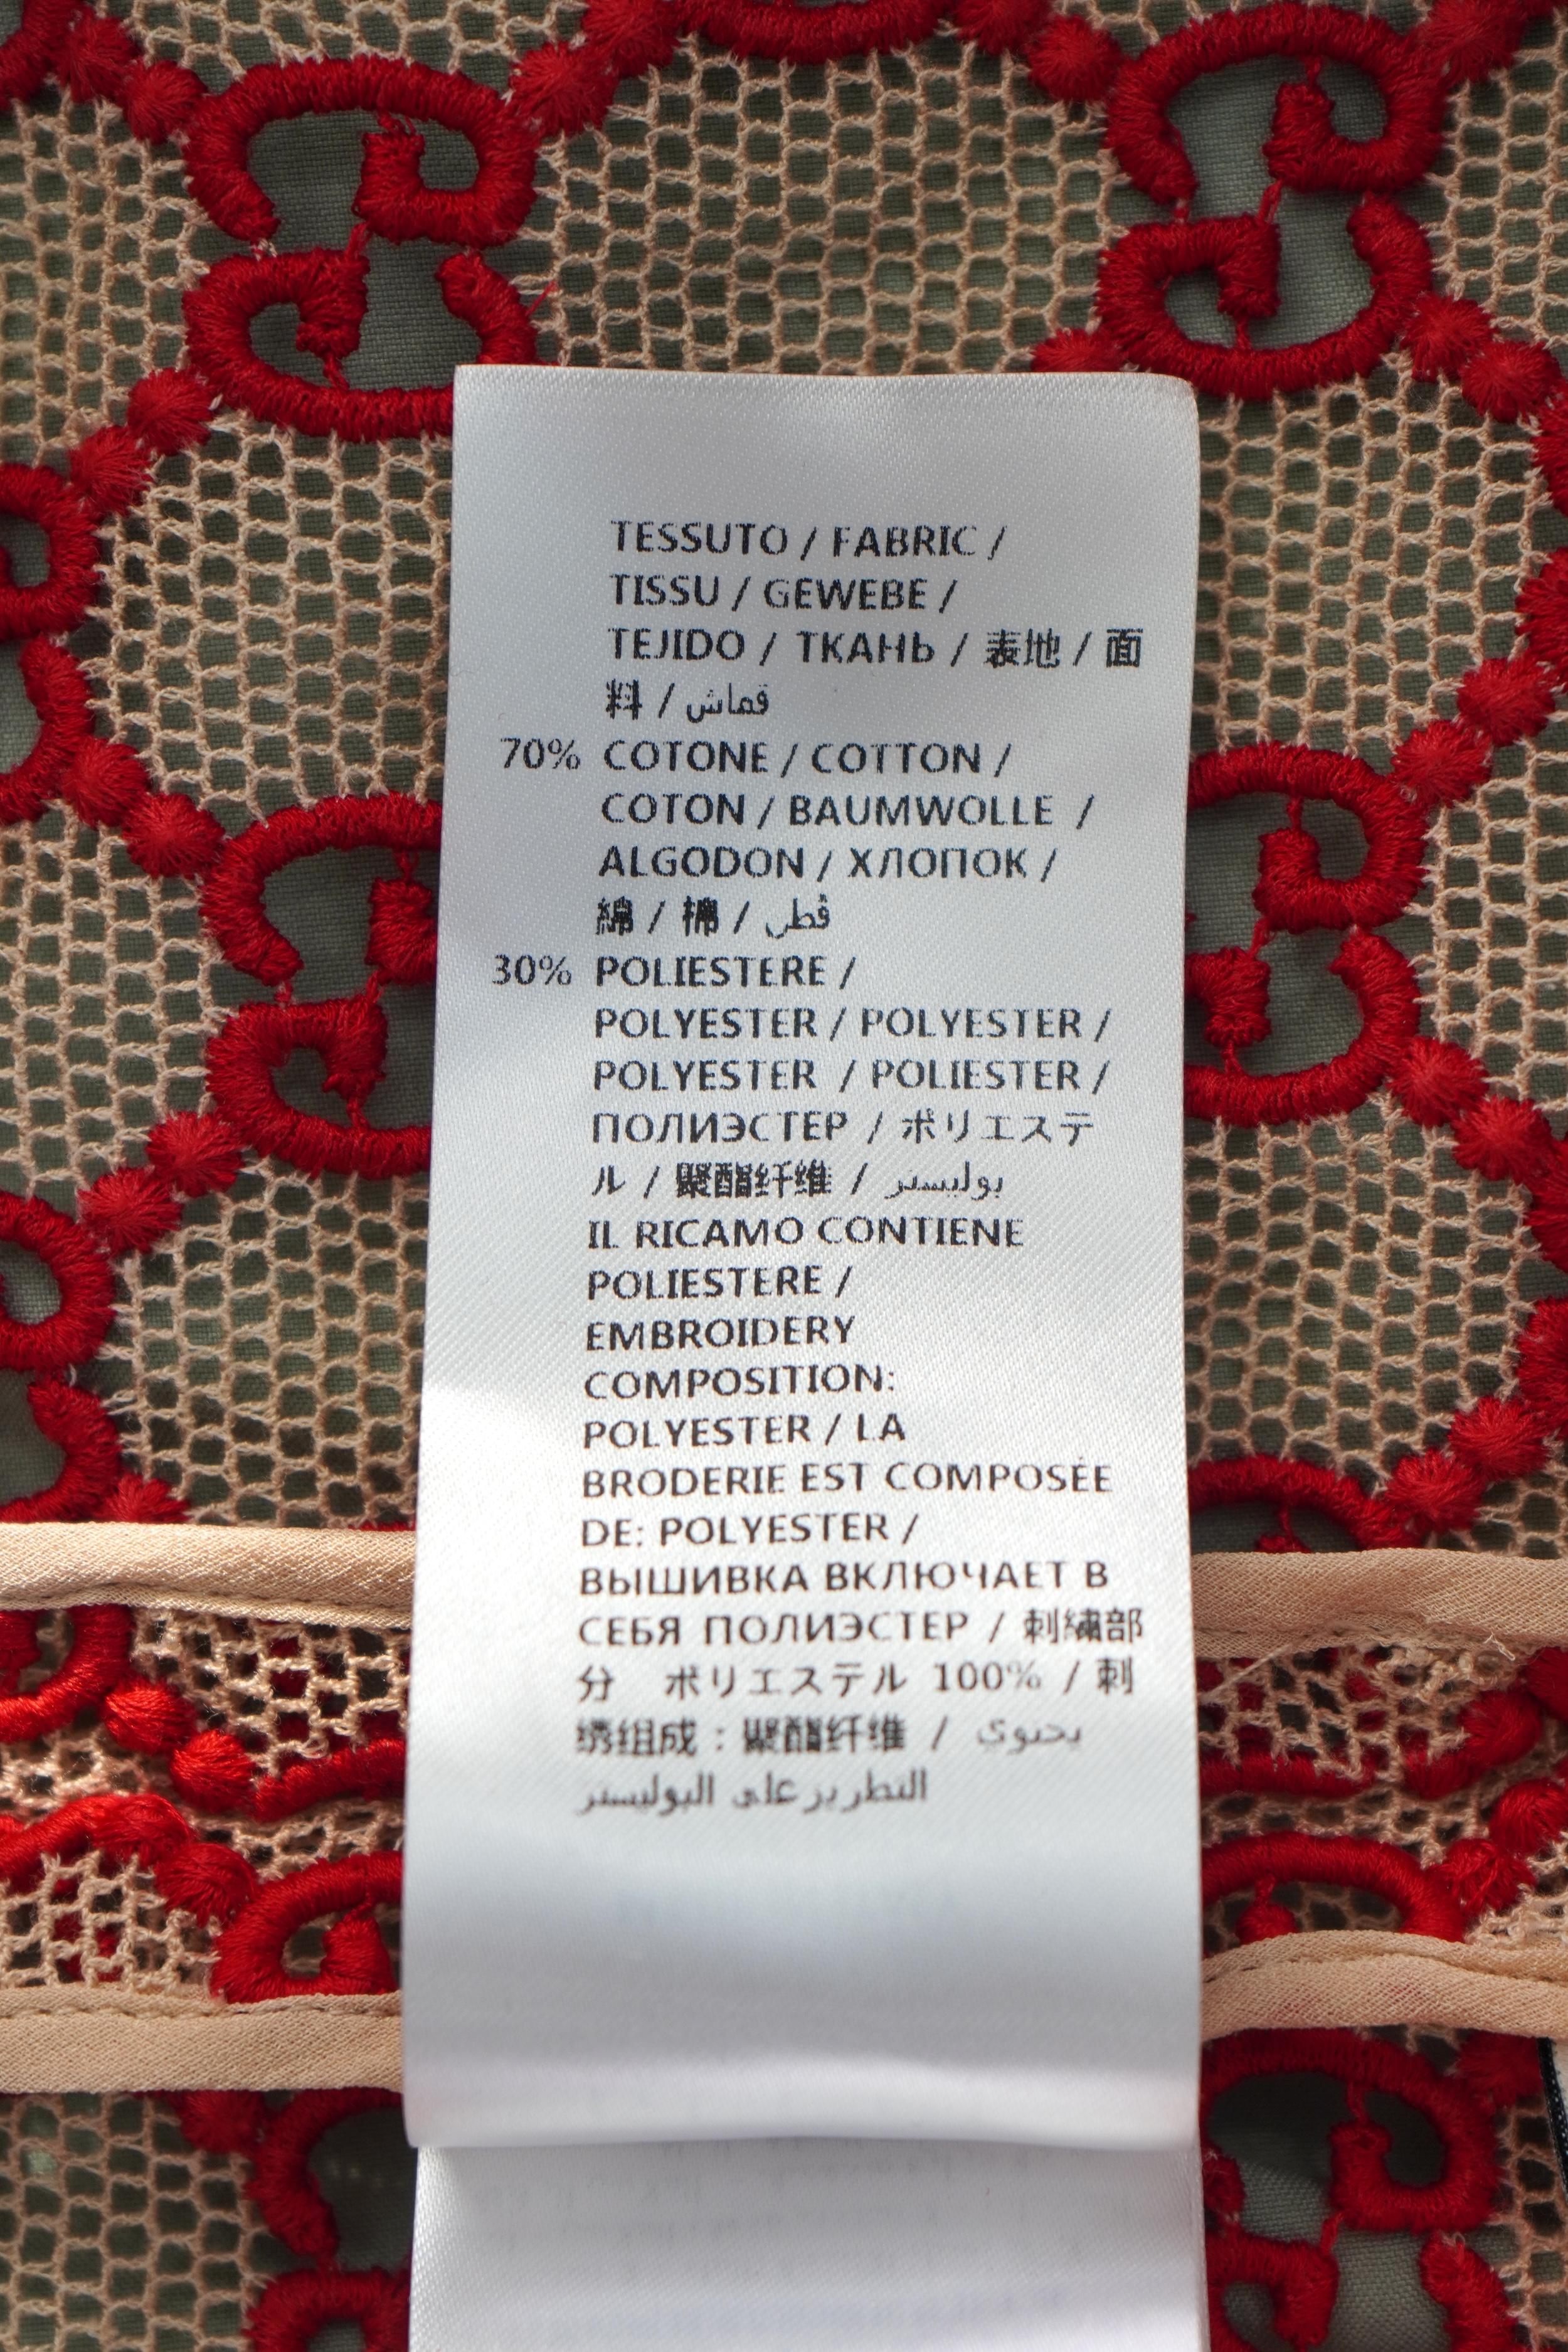 TESSUTO / FABRIC /
TISSU / GEWEBE /
TEJIDO / ТКАНЬ / 表地 / 面
料 / قماش
70% COTONE / COTTON /
COTON / BAUMWOLLE /
ALGODON / ХЛОПОК /
綿 / 棉 / قطن
30% POLIESTERE /
POLYESTER / POLYESTER /
POLYESTER / POLIESTER /
ПОЛИЭСТЕР / ポリエステ
ル / 聚酯纤维 / بوليستر
IL RICAMO CONTIENE
POLIESTERE /
EMBROIDERY
COMPOSITION:
POLYESTER / LA
BRODERIE EST COMPOSÉE
DE: POLYESTER /
ВЫШИВКА ВКЛЮЧАЕТ В
СЕБЯ ПОЛИЭСТЕР / 刺繍部
分 ポリエステル 100% / 刺
绣组成：聚酯纤维 / يحتوي
التطريز على البوليستر